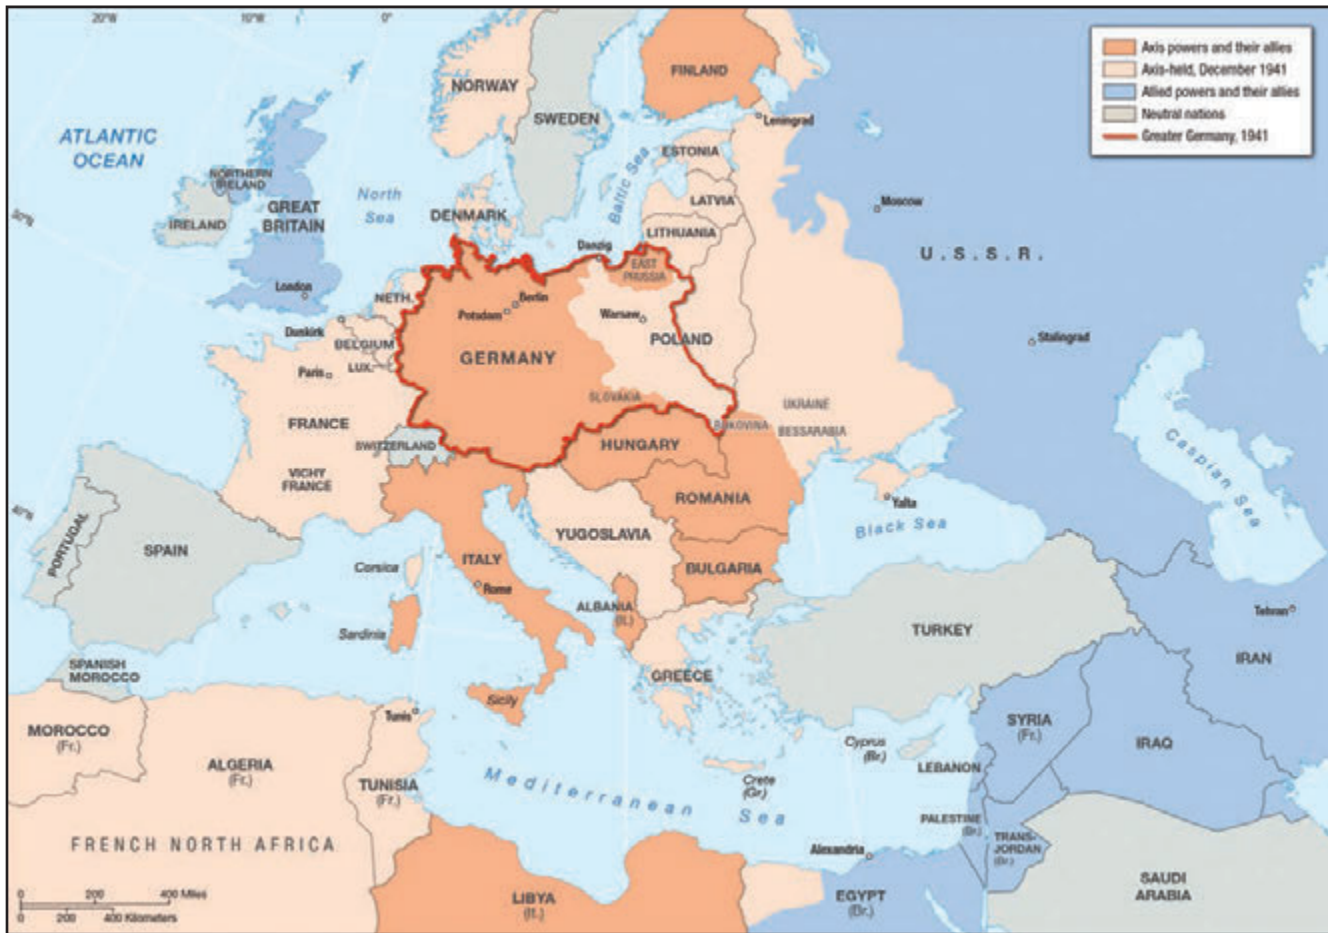 20°W
10°W
0°
Axis powers and their allies
Axis-held, December 1941
Allied powers and their allies
Neutral nations
Greater Germany, 1941
ATLANTIC
OCEAN
NORWAY
SWEDEN
FINLAND
Leningrad
ESTONIA
Baltic Sea
LATVIA
Moscow
NORTHERN
IRELAND
IRELAND
GREAT
BRITAIN
North
Sea
DENMARK
LITHUANIA
50°N
Danzig
EAST
PRUSSIA
U.S.S.R.
London
NETH.
Berlin
Potsdam
Warsaw
Dunkirk
BELGIUM
LUX.
Paris
GERMANY
POLAND
Stalingrad
SLOVAKIA
UKRAINE
FRANCE
BUKOVINA
BESSARABIA
SWITZERLAND
HUNGARY
VICHY
FRANCE
ROMANIA
Yalta
Caspian Sea
40°N
PORTUGAL
SPAIN
YUGOSLAVIA
Black Sea
ITALY
Corsica
Rome
BULGARIA
ALBANIA
(It.)
Tehran
Sardinia
TURKEY
IRAN
SPANISH
MOROCCO
GREECE
Sicily
Tunis
MOROCCO
(Fr.)
SYRIA
(Fr.)
IRAQ
Cyprus
(Br.)
LEBANON
ALGERIA
(Fr.)
TUNISIA
(Fr.)
Mediterranean Sea
Crete
(Gr.)
PALESTINE
(Br.)
TRANS-
JORDAN
(Br.)
FRENCH NORTH AFRICA
Alexandria
SAUDI
ARABIA
0 200 400 Miles
0 200 400 Kilometers
LIBYA
(It.)
EGYPT
(Br.)